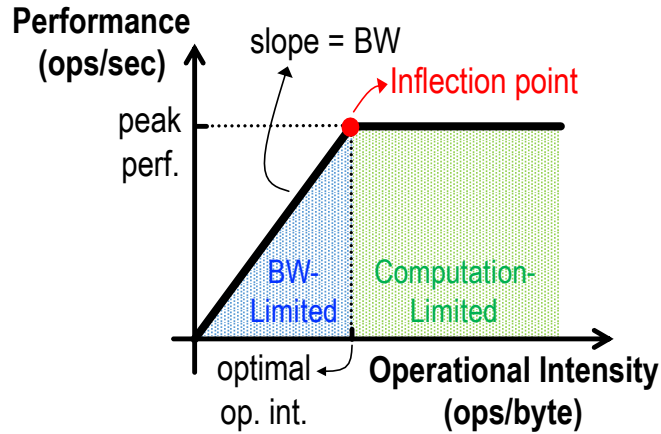 Performance
(ops/sec)
slope = BW
Inflection point
peak
perf.
BW-
Limited
Computation-
Limited
optimal
op. int.
Operational Intensity
(ops/byte)